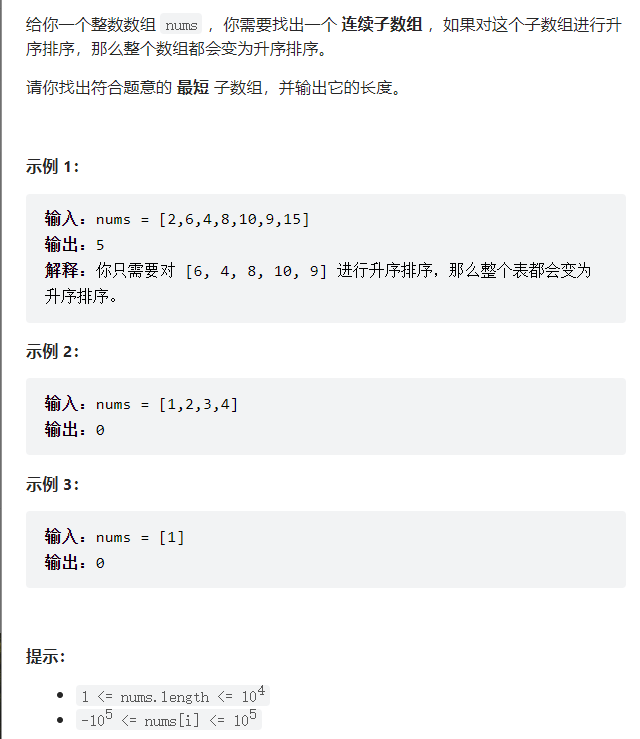 给你一个整数数组 nums ，你需要找出一个 连续子数组 ，如果对这个子数组进行升
序排序，那么整个数组都会变为升序排序。
请你找出符合题意的 最短 子数组，并输出它的长度。
示例 1：
输入：nums = [2,6,4,8,10,9,15]
输出：5
解释：你只需要对 [6, 4, 8, 10, 9] 进行升序排序，那么整个表都会变为
升序排序。
示例 2：
输入：nums = [1,2,3,4]
输出：0
示例 3：
输入：nums = [1]
输出：0
提示：
• 1 <= nums.length <= 10⁴
• -10⁵ <= nums[i] <= 10⁵